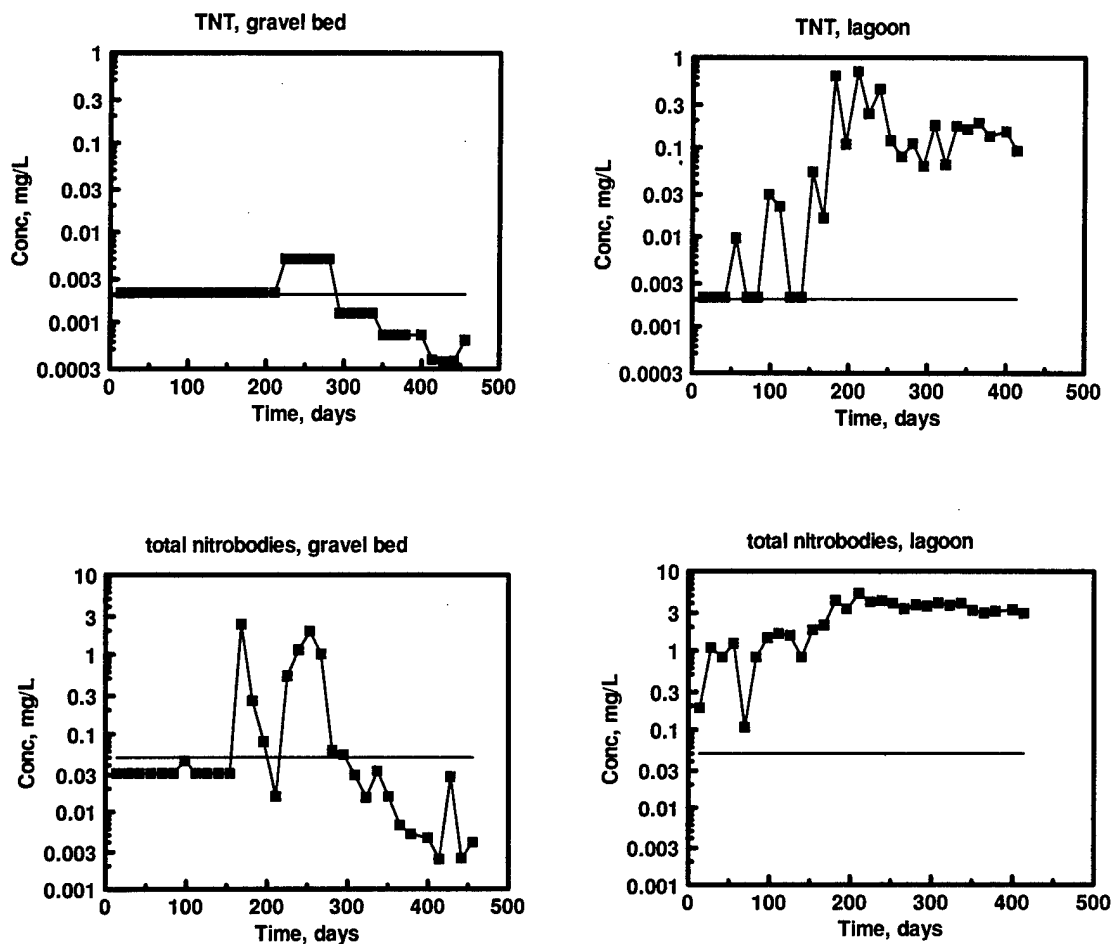 TNT, gravel bed
1
0.3
0.1
0.03
0.01
0.003
0.001
0.0003
Conc, mg/L
0 100 200 300 400 500
Time, days
TNT, lagoon
1
0.3
0.1
0.03
0.01
0.003
0.001
0.0003
Conc, mg/L
0 100 200 300 400 500
Time, days
total nitrobodies, gravel bed
10
3
1
0.3
0.1
0.03
0.01
0.003
0.001
Conc, mg/L
0 100 200 300 400 500
Time, days
total nitrobodies, lagoon
10
3
1
0.3
0.1
0.03
0.01
0.003
0.001
Conc, mg/L
0 100 200 300 400 500
Time, days